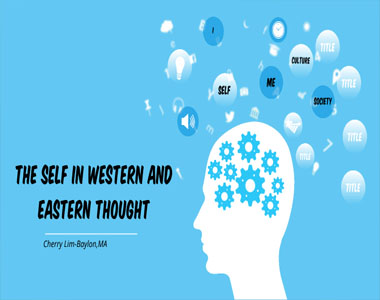 I
TITLE
CULTURE
ME
TITLE
SELF
SOCIETY
TITLE
TITLE
TITLE
TITLE
THE SELF IN WESTERN AND
EASTERN THOUGHT
Cherry Lim-Baylon,MA